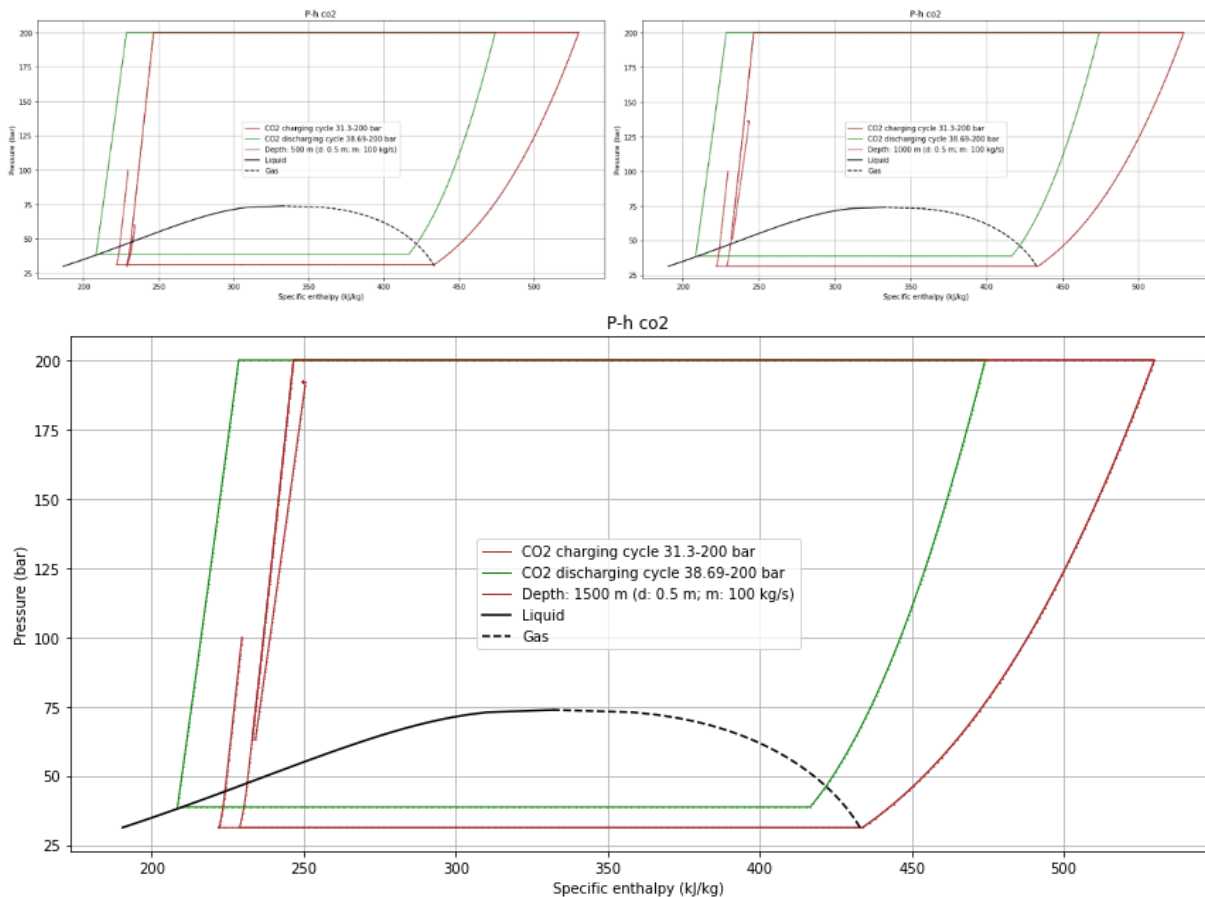 P-h co2
200
175
150
125
100
75
50
25
Pressure (bar)
CO2 charging cycle 31.3-200 bar
CO2 discharging cycle 38.69-200 bar
Depth: 500 m (d: 0.5 m; m: 100 kg/s)
Liquid
Gas
200 250 300 350 400 450 500
Specific enthalpy (kJ/kg)
P-h co2
200
175
150
125
100
75
50
25
Pressure (bar)
CO2 charging cycle 31.3-200 bar
CO2 discharging cycle 38.69-200 bar
Depth: 1000 m (d: 0.5 m; m: 100 kg/s)
Liquid
Gas
200 250 300 350 400 450 500
Specific enthalpy (kJ/kg)
P-h co2
200
175
150
125
100
75
50
25
Pressure (bar)
CO2 charging cycle 31.3-200 bar
CO2 discharging cycle 38.69-200 bar
Depth: 1500 m (d: 0.5 m; m: 100 kg/s)
Liquid
Gas
200 250 300 350 400 450 500
Specific enthalpy (kJ/kg)